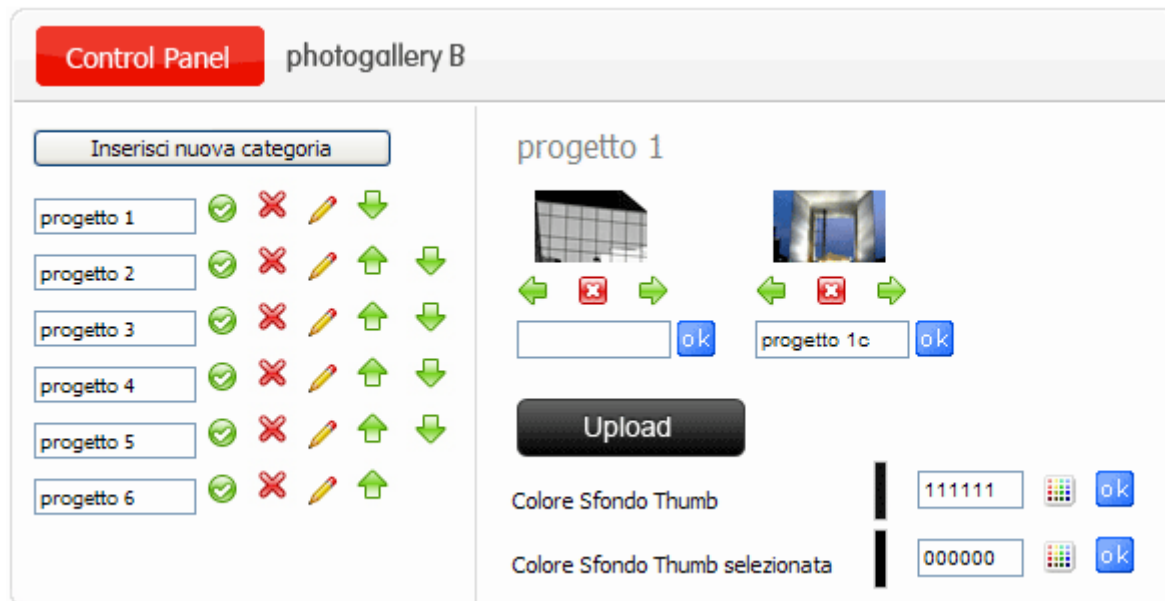 Control Panel photogallery B
Inserisci nuova categoria
progetto 1
progetto 2
progetto 3
progetto 4
progetto 5
progetto 6
progetto 1
ok progetto 1c ok
Upload
Colore Sfondo Thumb 111111 ok
Colore Sfondo Thumb selezionata 000000 ok